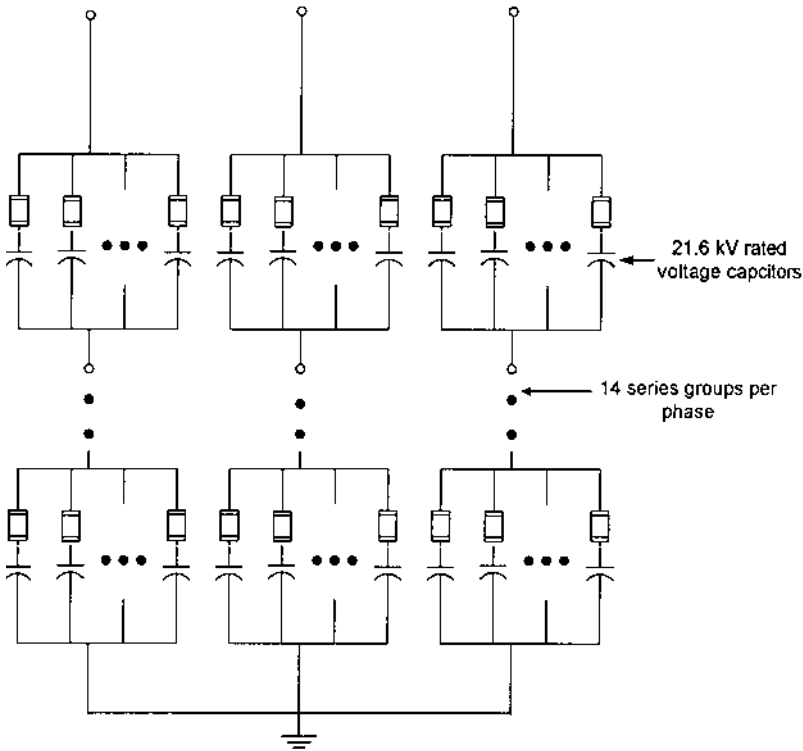 21.6 kV rated
voltage capcitors
14 series groups per
phase